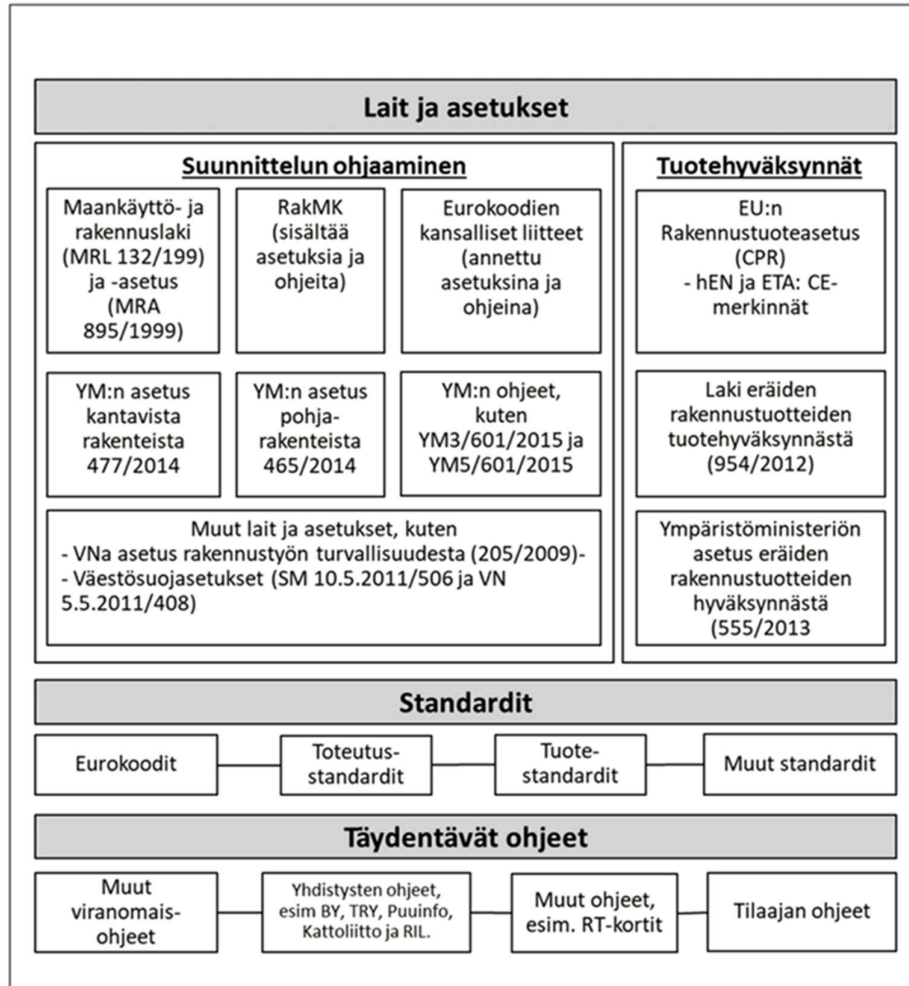 Lait ja asetukset
Suunnittelun ohjaaminen
Maankäyttö- ja
rakennuslaki
(MRL 132/199)
ja -asetus
(MRA
895/1999)
RakMK
(sisältää
asetuksia ja
ohjeita)
Eurokoodien
kansalliset liitteet
(annettu
asetuksina ja
ohjeina)
YM:n asetus
kantavista
rakenteista
477/2014
YM:n asetus
pohja-
rakenteista
465/2014
YM:n ohjeet,
kuten
YM3/601/2015 ja
YM5/601/2015
Muut lait ja asetukset, kuten
- VNa asetus rakennustyön turvallisuudesta (205/2009)-
- Väestösuojasetukset (SM 10.5.2011/506 ja VN
5.5.2011/408)
Tuotehyväksynnät
EU:n
Rakennustuoteasetus
(CPR)
- hEN ja ETA: CE-
merkinnät
Laki eräiden
rakennustuotteiden
tuotehyväksynnästä
(954/2012)
Ympäristöministeriön
asetus eräiden
rakennustuotteiden
hyväksynnästä
(555/2013
Standardit
Eurokoodit
Toteutus-
standardit
Tuote-
standardit
Muut standardit
Täydentävät ohjeet
Muut
viranomais-
ohjeet
Yhdistysten ohjeet,
esim BY, TRY, Puuinfo,
Kattoliitto ja RIL.
Muut ohjeet,
esim. RT-kortit
Tilaajan ohjeet